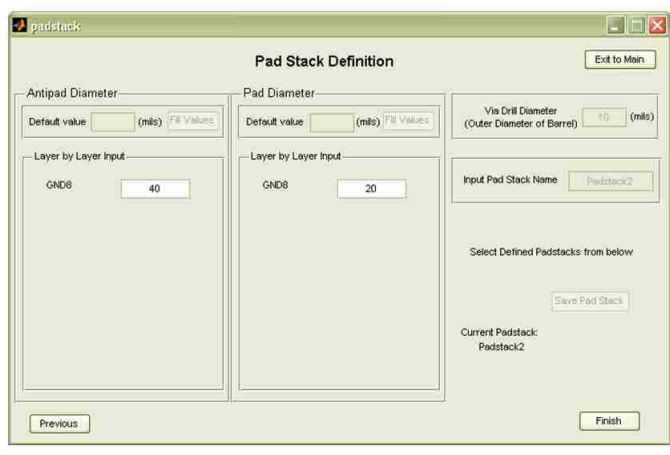 padstack
Pad Stack Definition
Exit to Main
Antipad Diameter
Default value (mils) Fill Values
Layer by Layer Input
GND8 40
Pad Diameter
Default value (mils) Fill Values
Layer by Layer Input
GND8 20
Via Drill Diameter
(Outer Diameter of Barrel) 10 (mils)
Input Pad Stack Name Padstack2
Select Defined Padstacks from below
Save Pad Stack
Current Padstack:
Padstack2
Previous
Finish